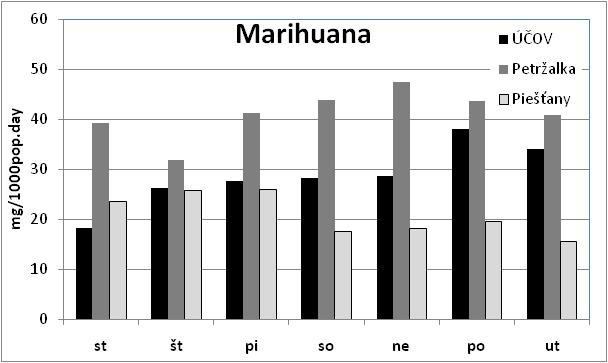 Marihuana
ÚČOV
Petržalka
Piešťany
mg/1000pop.day
60
50
40
30
20
10
0
st št pi so ne po ut